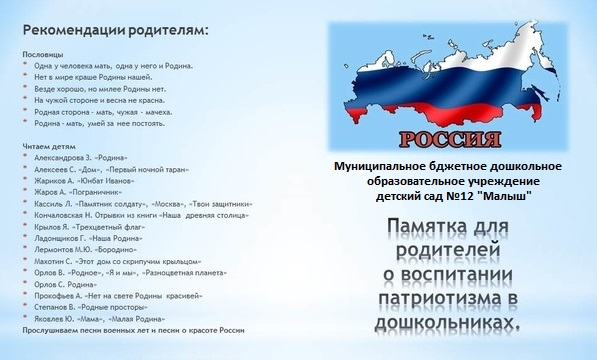 Рекомендации родителям:
Пословицы
* Одна у человека мать, одна у него и Родина.
* Нет в мире краше Родины нашей.
* Везде хорошо, но милее Родины нет.
* На чужой стороне и весна не красна.
* Родная сторона - мать, чужая - мачеха.
* Родина - мать, умей за нее постоять.
Читаем детям
* Александрова З. «Родина»
* Алексеев С. «Дом», «Первый ночной таран»
* Жариков А. «Юнбат Иванов»
* Жаров А. «Пограничник»
* Кассиль Л. «Памятник солдату», «Москва», «Твои защитники»
* Кончаловская Н. Отрывки из книги «Наша древняя столица»
* Крылов Я. «Трехцветный флаг»
* Ладонщиков Г. «Наша Родина»
* Лермонтов М.Ю. «Бородино»
* Махотин С. «Этот дом со скрипучим крыльцом»
* Орлов В. «Родное», «Я и мы», «Разноцветная планета»
* Орлов С. Родина»
* Прокофьев А. «Нет на свете Родины красивей»
* Степанов В. «Родные просторы»
* Яковлев Ю. «Мама», «Малая Родина»
Прослушиваем песни военных лет и песни о красоте России
РОССИЯ
Муниципальное бджетное дошкольное
образовательное учреждение
детский сад №12 "Малыш"
Памятка для
родителей
о воспитании
патриотизма в
дошкольниках.